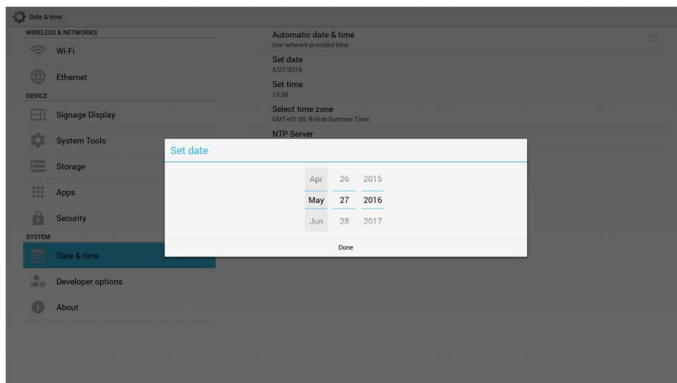 Date & time
WIRELESS & NETWORKS
Wi-Fi
Ethernet
DEVICE
Signage Display
System Tools
Storage
Apps
Security
SYSTEM
Date & time
Developer options
About
Automatic date & time
Use network-provided time
Set date
5/27/2016
Set time
13:56
Select time zone
GMT+01:00, British Summer Time
NTP Server
Set date
Apr 26 2015
May 27 2016
Jun 28 2017
Done